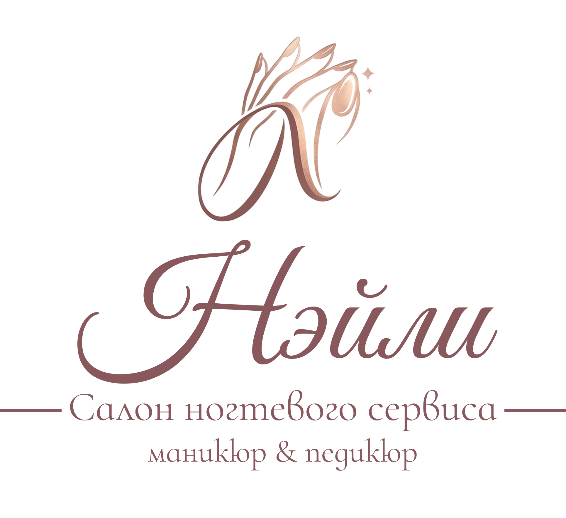 Нэйли
Салон ногтевого сервиса
маникюр & педикюр